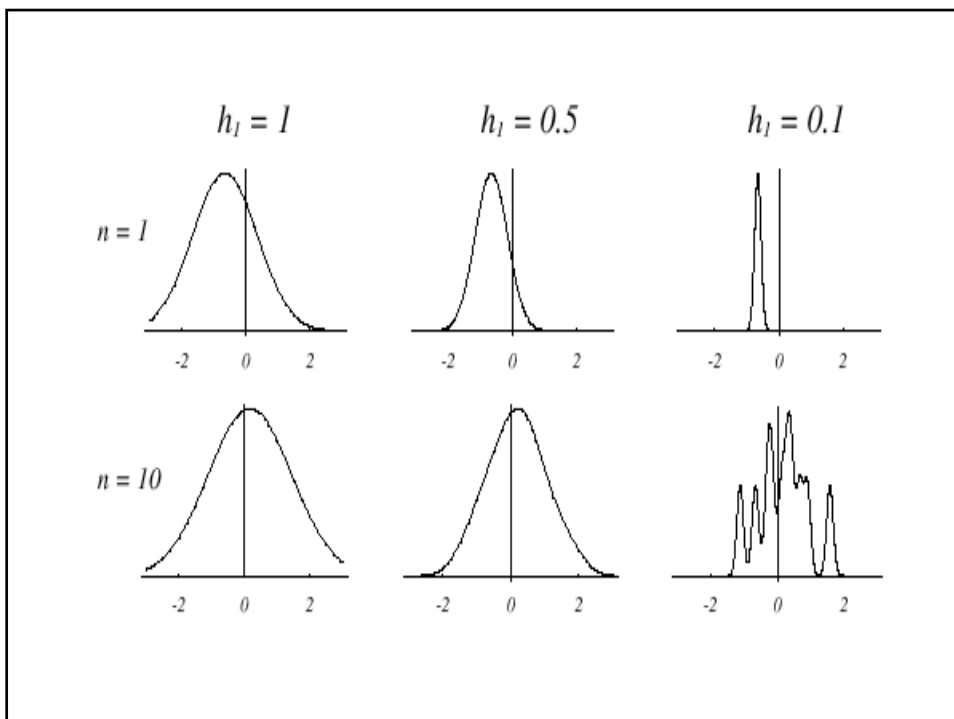 h₁ = 1 h₁ = 0.5 h₁ = 0.1
n = 1
-2 0 2 -2 0 2 -2 0 2
n = 10
-2 0 2 -2 0 2 -2 0 2